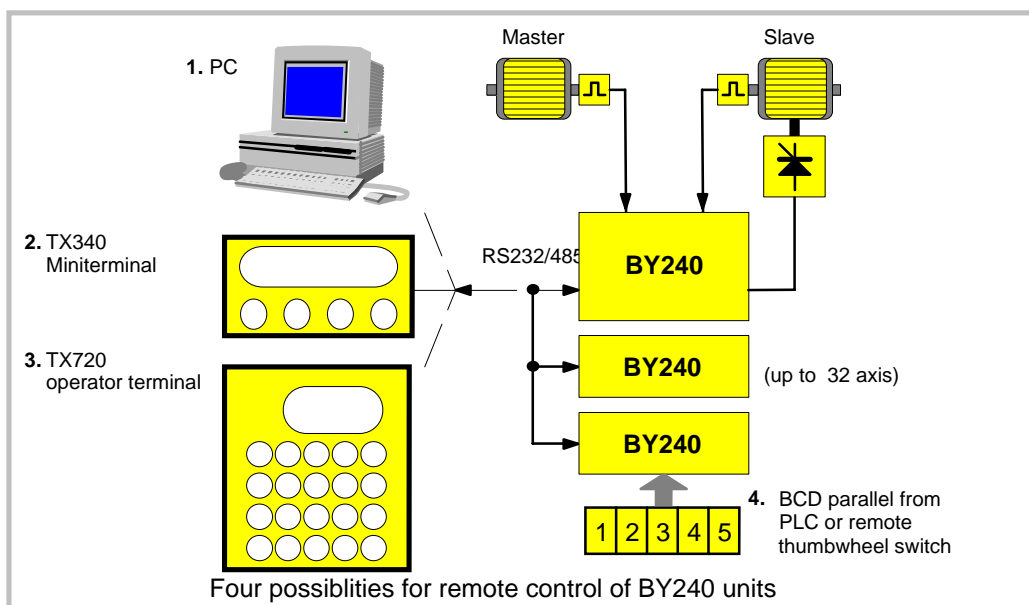 1. PC
Master
Slave
2. TX340
Miniterminal
RS232/485
BY240
3. TX720
operator terminal
BY240
(up to 32 axis)
BY240
1 2 3 4 5
4. BCD parallel from
PLC or remote
thumbwheel switch
Four possiblities for remote control of BY240 units